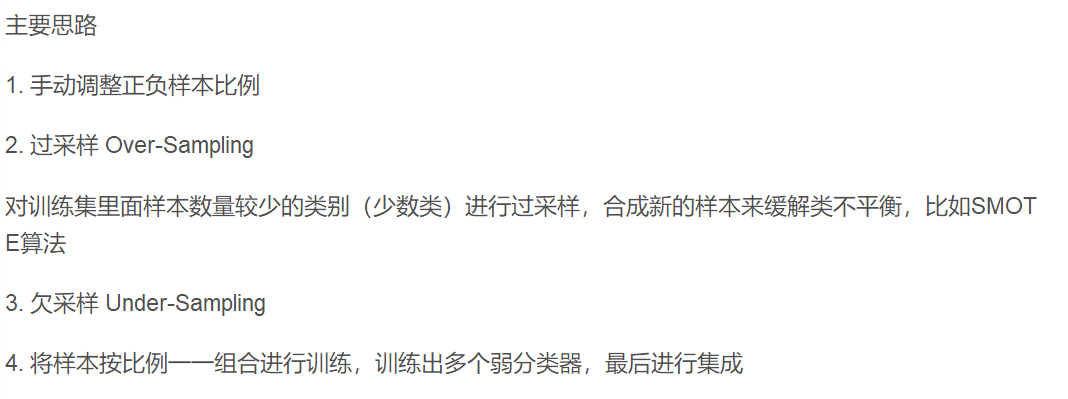 主要思路
1. 手动调整正负样本比例
2. 过采样 Over-Sampling
对训练集里面样本数量较少的类别（少数类）进行过采样，合成新的样本来缓解类不平衡，比如SMOT
E算法
3. 欠采样 Under-Sampling
4. 将样本按比例一一组合进行训练，训练出多个弱分类器，最后进行集成